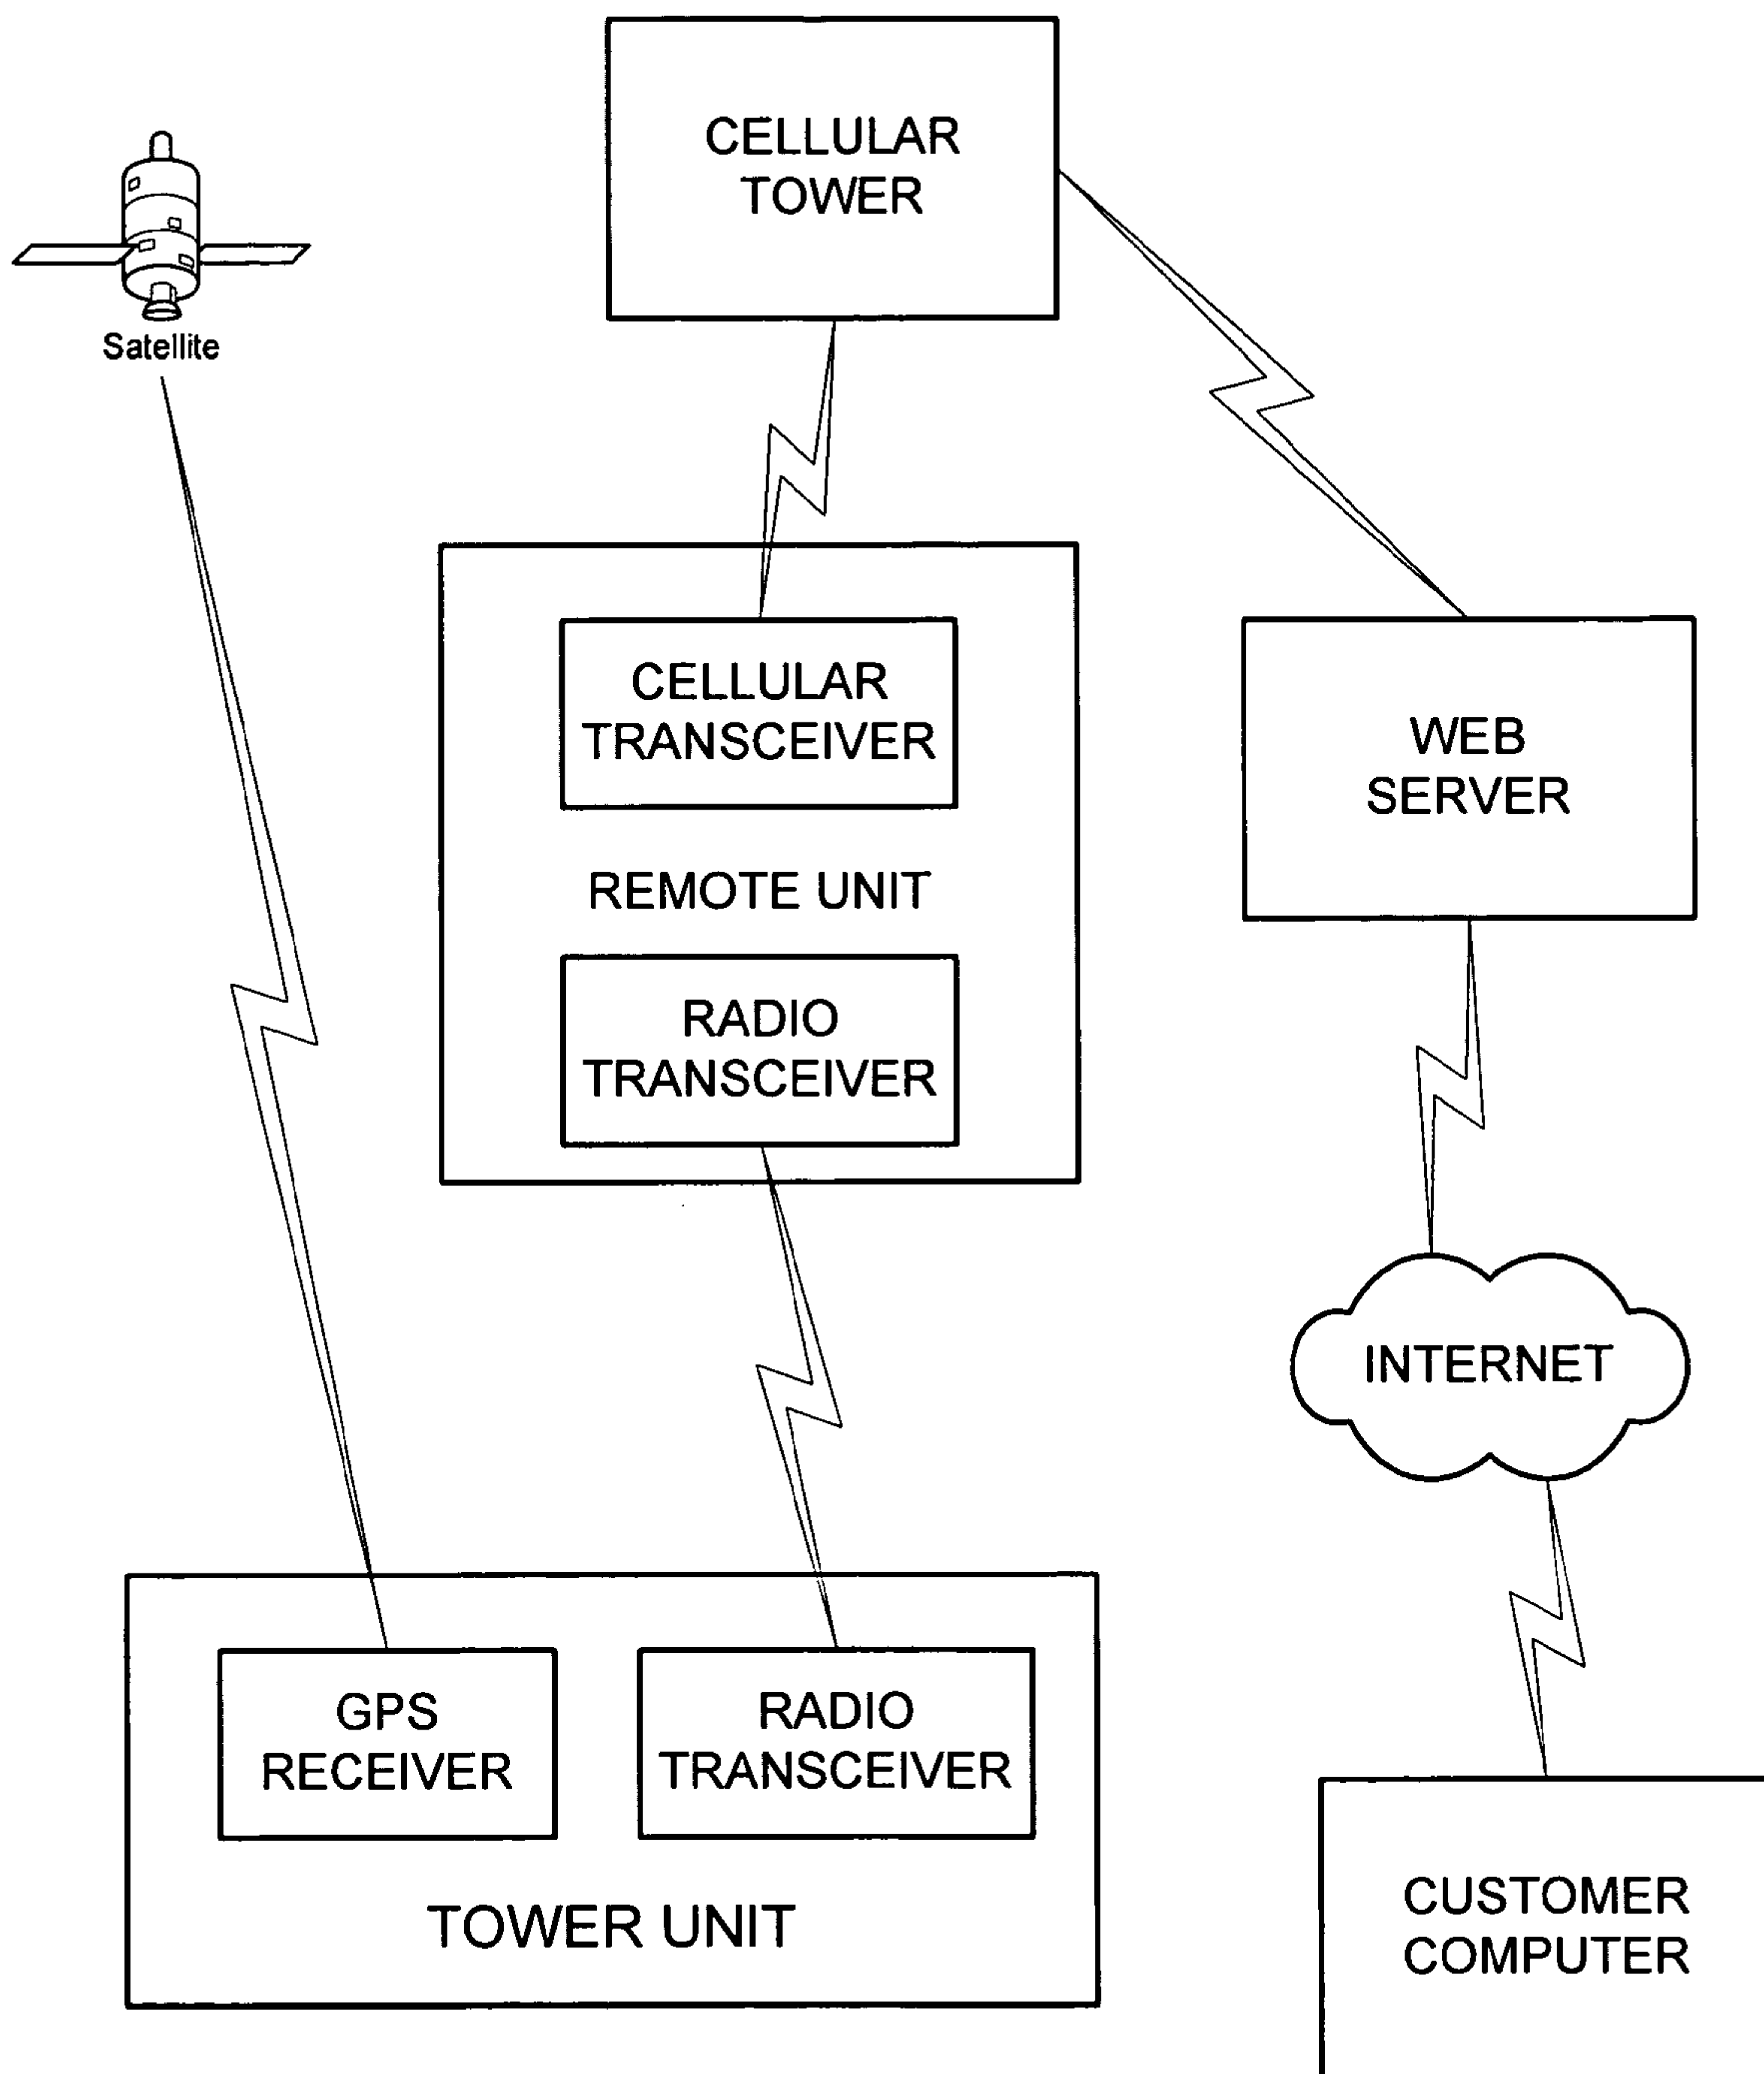 CELLULAR
TOWER
Satellite
CELLULAR
TRANSCEIVER
REMOTE UNIT
RADIO
TRANSCEIVER
WEB
SERVER
INTERNET
GPS
RECEIVER
RADIO
TRANSCEIVER
TOWER UNIT
CUSTOMER
COMPUTER